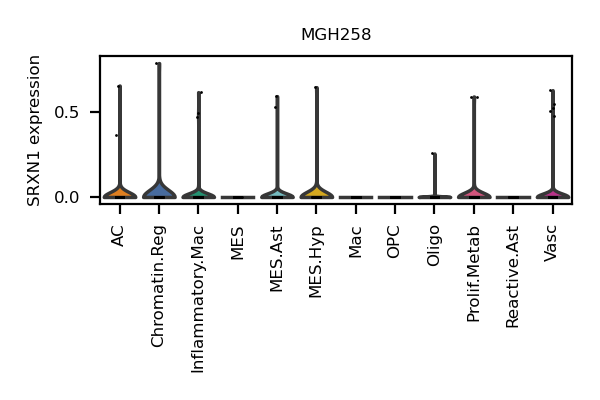 MGH258
SRXN1 expression
0.5
0.0
AC
Chromatin.Reg
Inflammatory.Mac
MES
MES.Ast
MES.Hyp
Mac
OPC
Oligo
Prolif.Metab
Reactive.Ast
Vasc